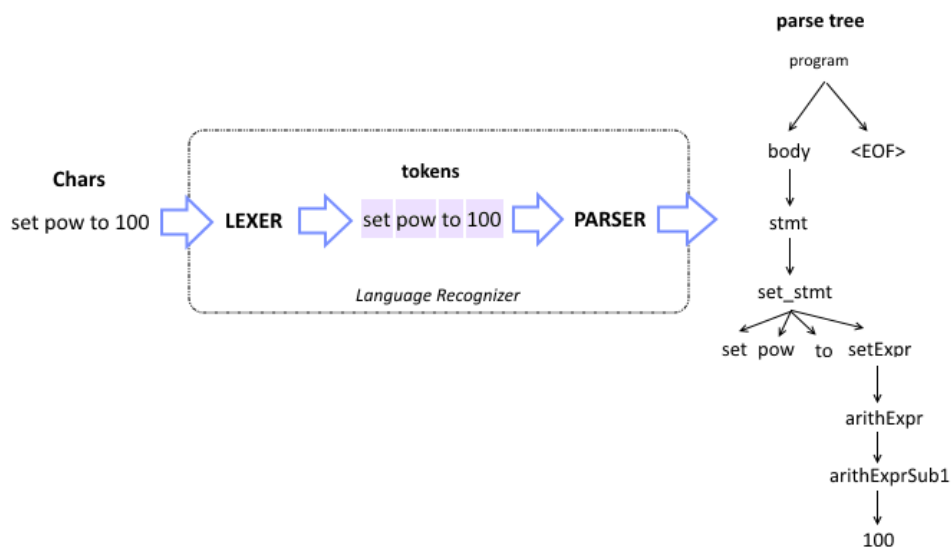 parse tree
program
body <EOF>
stmt
set_stmt
set pow to setExpr
arithExpr
arithExprSub1
100
Chars
set pow to 100
LEXER
tokens
set pow to 100
PARSER
Language Recognizer